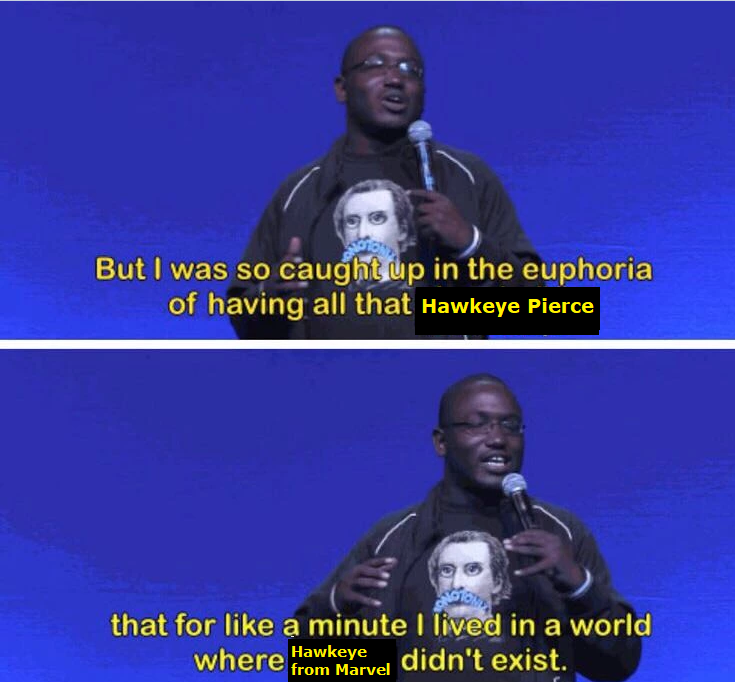 But I was so caught up in the euphoria
of having all that Hawkeye Pierce
that for like a minute I lived in a world
where Hawkeye
from Marvel didn't exist.